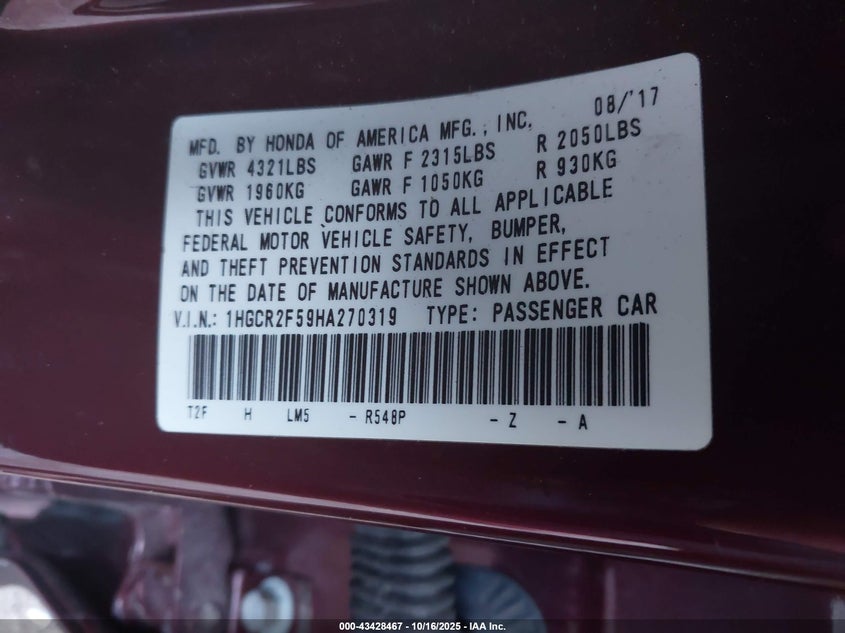 08/'17
MFD. BY HONDA OF AMERICA MFG., INC.
GVWR 4321LBS GAWR F 2315LBS R 2050LBS
GVWR 1960KG GAWR F 1050KG R 930KG
THIS VEHICLE CONFORMS TO ALL APPLICABLE
FEDERAL MOTOR VEHICLE SAFETY, BUMPER,
AND THEFT PREVENTION STANDARDS IN EFFECT
ON THE DATE OF MANUFACTURE SHOWN ABOVE.
V.I.N.: 1HGCR2F59HA270319 TYPE: PASSENGER CAR
T2F H LM5 - R548P - Z - A
000-43428467 - 10/16/2025 - IAA Inc.